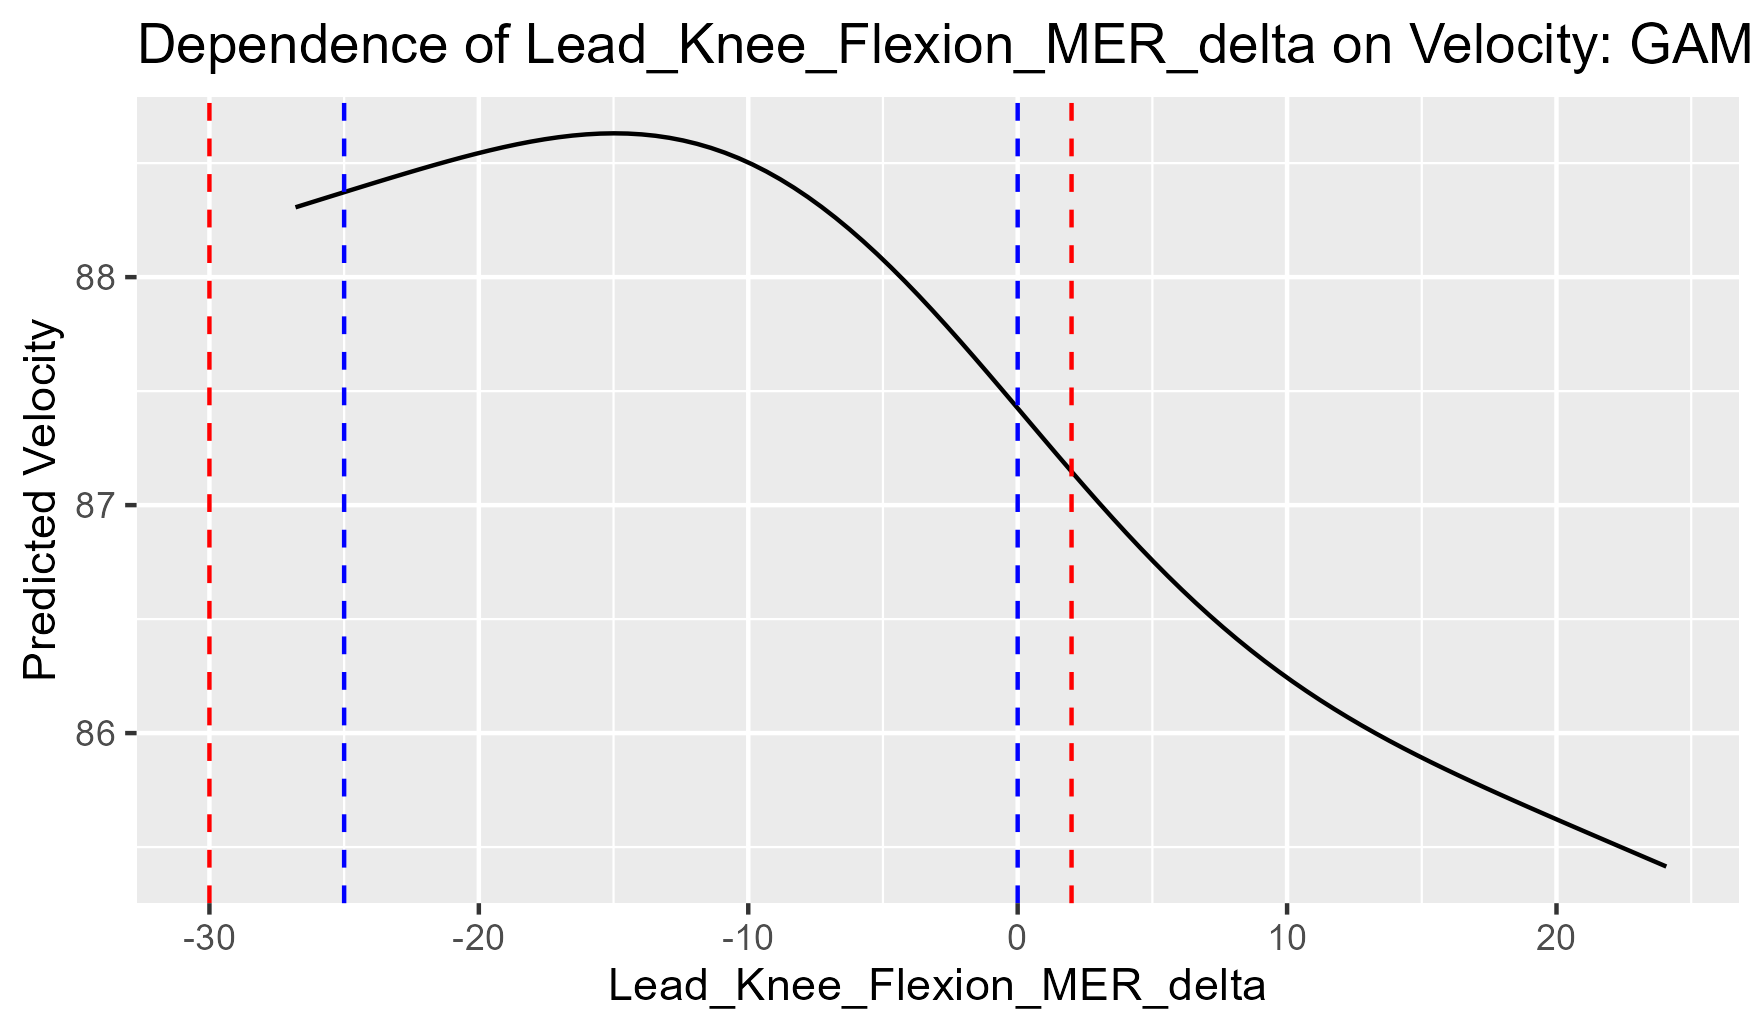 Dependence of Lead_Knee_Flexion_MER_delta on Velocity: GAM
Predicted Velocity
88
87
86
-30 -20 -10 0 10 20
Lead_Knee_Flexion_MER_delta